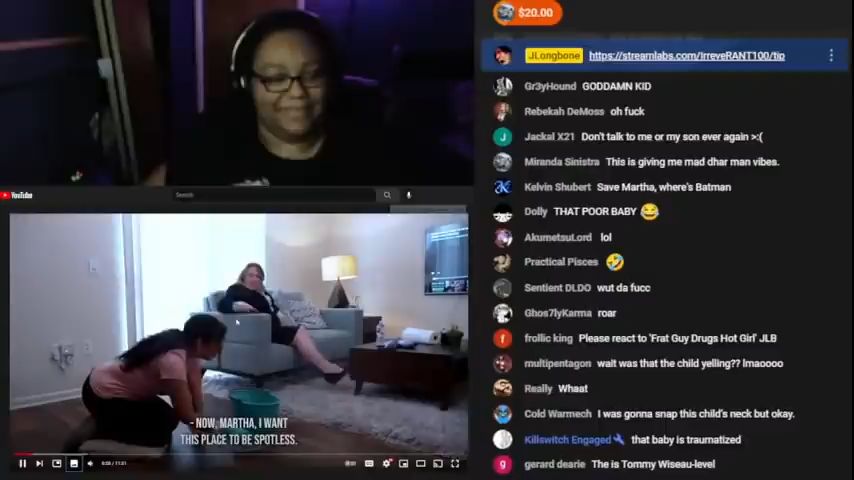 $20.00
JLongbone https://streamlabs.com/IrreveRANT100/tip
Gr3yHound GODDAMN KID
Rebekah DeMoss oh fuck
Jackal X21 Don't talk to me or my son ever again >:(
Miranda Sinistra This is giving me mad dhar man vibes.
Kelvin Shubert Save Martha, where's Batman
Dolly THAT POOR BABY 😂
AkumetsuLord lol
Practical Pisces 🤣
Sentient DLDO wut da fucc
Ghos7lyKarma roar
frollic king Please react to 'Frat Guy Drugs Hot Girl' JLB
multipentagon wait was that the child yelling?? lmaoooo
Really Whaat
Cold Warmech I was gonna snap this child's neck but okay.
Killswitch Engaged that baby is traumatized
gerard dearie The is Tommy Wiseau-level
YouTube
Search
- NOW, MARTHA, I WANT
THIS PLACE TO BE SPOTLESS.